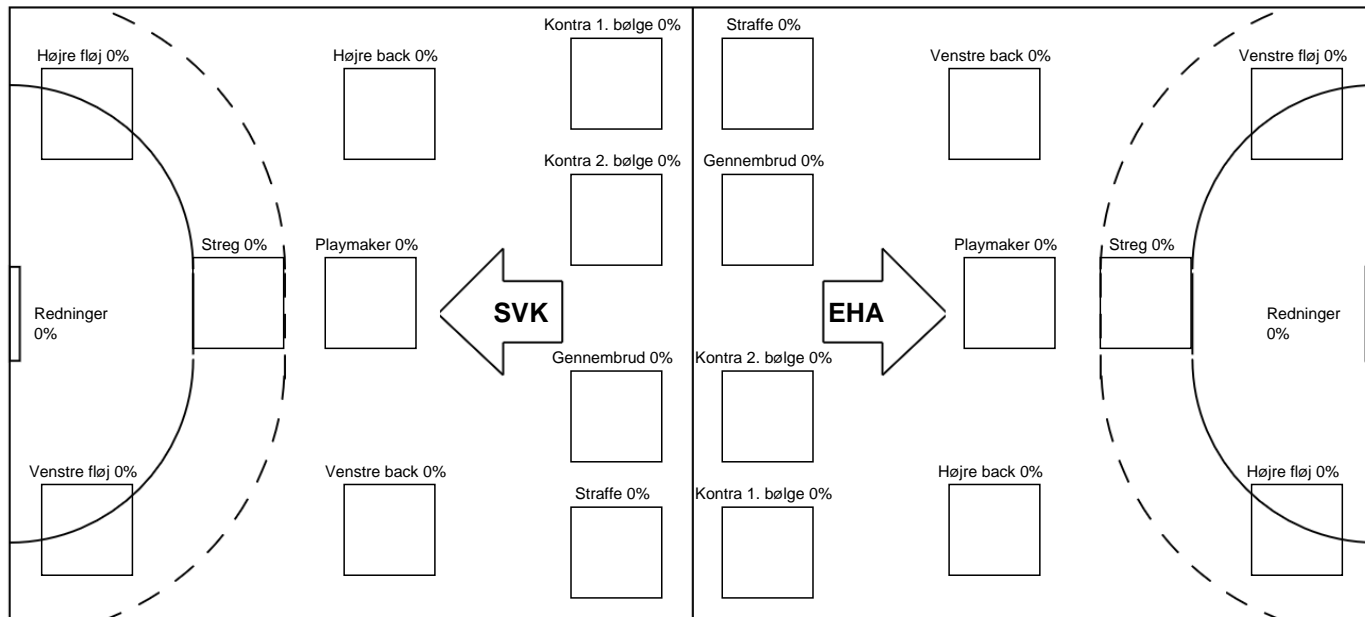 Kontra 1. bølge 0%
Straffe 0%
Højre fløj 0%
Højre back 0%
Venstre back 0%
Venstre fløj 0%
Kontra 2. bølge 0%
Gennembrud 0%
Streg 0%
Playmaker 0%
Playmaker 0%
Streg 0%
Redninger
0%
SVK
EHA
Redninger
0%
Gennembrud 0%
Kontra 2. bølge 0%
Venstre fløj 0%
Venstre back 0%
Højre back 0%
Højre fløj 0%
Straffe 0%
Kontra 1. bølge 0%